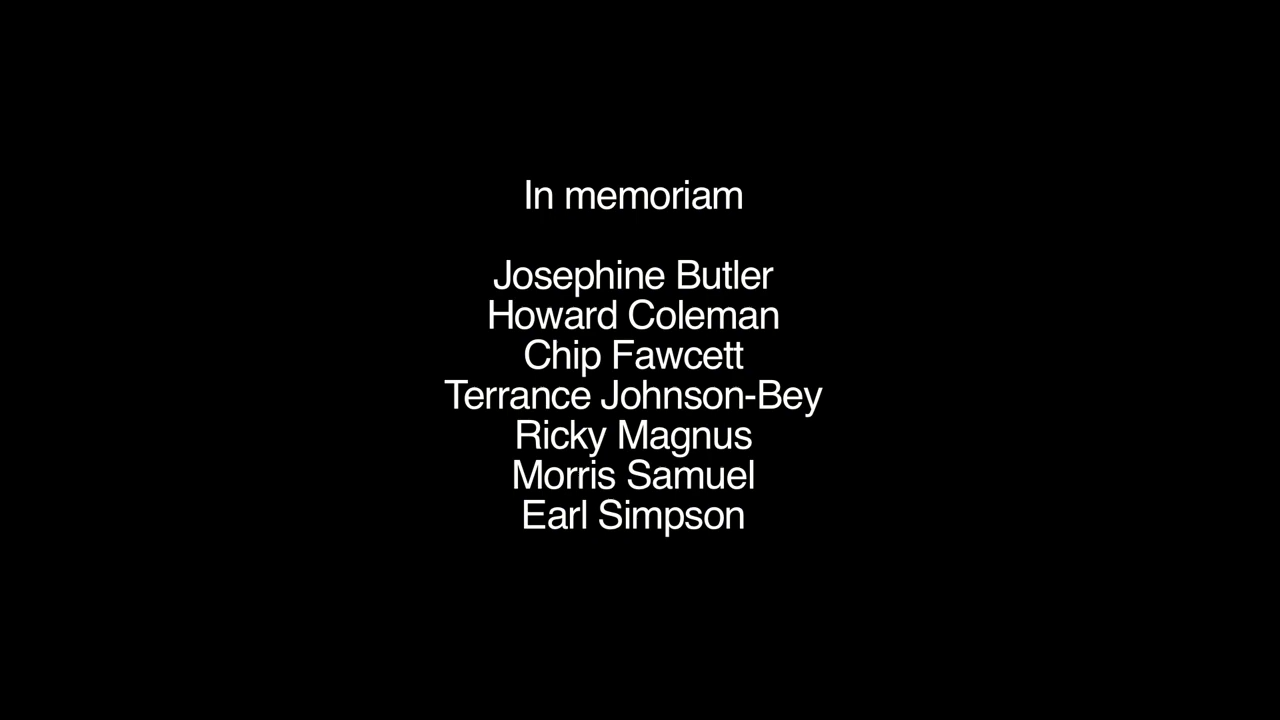 In memoriam
Josephine Butler
Howard Coleman
Chip Fawcett
Terrance Johnson-Bey
Ricky Magnus
Morris Samuel
Earl Simpson